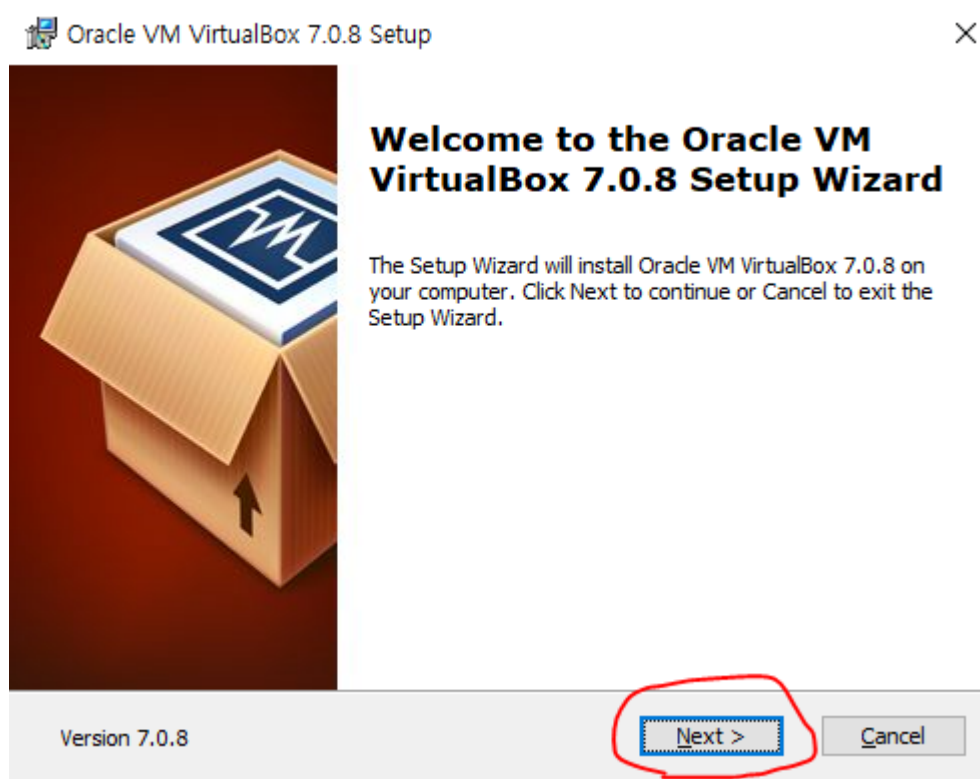 Oracle VM VirtualBox 7.0.8 Setup
Welcome to the Oracle VM
VirtualBox 7.0.8 Setup Wizard
The Setup Wizard will install Oracle VM VirtualBox 7.0.8 on
your computer. Click Next to continue or Cancel to exit the
Setup Wizard.
Version 7.0.8
Next >
Cancel